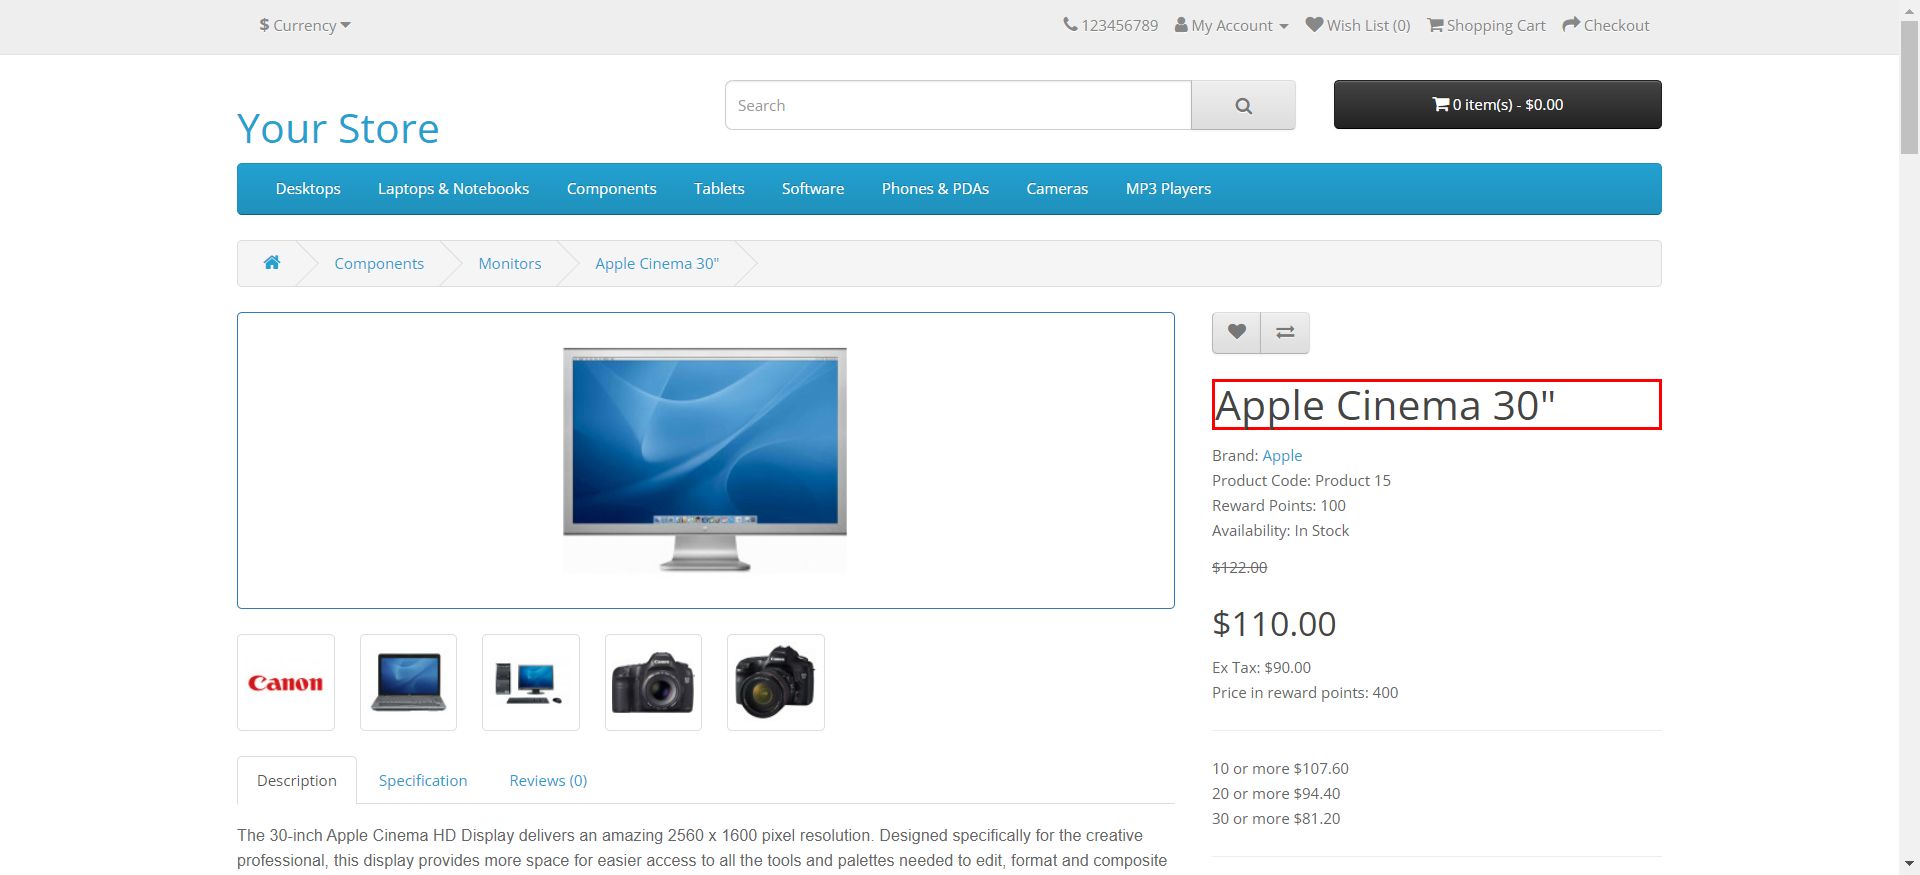 $ Currency
123456789 My Account Wish List (0) Shopping Cart Checkout
Your Store
Search
0 item(s) - $0.00
Desktops Laptops & Notebooks Components Tablets Software Phones & PDAs Cameras MP3 Players
Components Monitors Apple Cinema 30"
Canon
Description Specification Reviews (0)
The 30-inch Apple Cinema HD Display delivers an amazing 2560 x 1600 pixel resolution. Designed specifically for the creative
professional, this display provides more space for easier access to all the tools and palettes needed to edit, format and composite
Apple Cinema 30"
Brand: Apple
Product Code: Product 15
Reward Points: 100
Availability: In Stock
$122.00
$110.00
Ex Tax: $90.00
Price in reward points: 400
10 or more $107.60
20 or more $94.40
30 or more $81.20